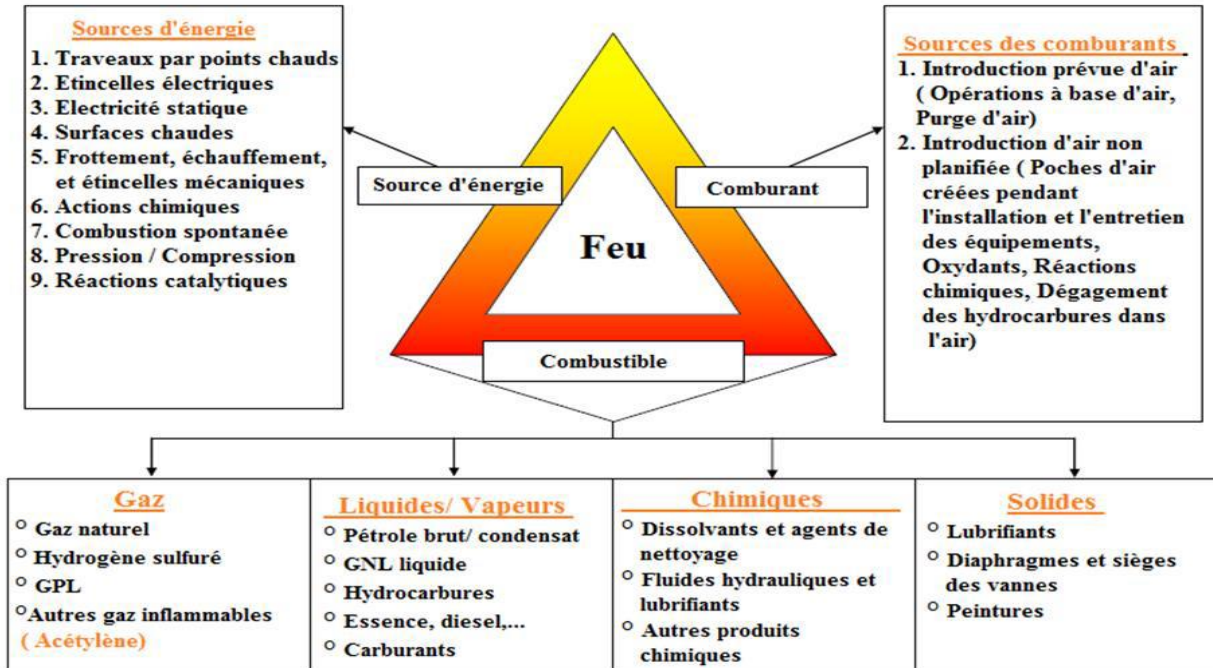 Sources d'énergie
1. Traveaux par points chauds
2. Etincelles électriques
3. Electricité statique
4. Surfaces chaudes
5. Frottement, échauffement,
et étincelles mécaniques
6. Actions chimiques
7. Combustion spontanée
8. Pression / Compression
9. Réactions catalytiques
Source d'énergie
Feu
Comburant
Combustible
Sources des comburants
1. Introduction prévue d'air
( Opérations à base d'air,
Purge d'air)
2. Introduction d'air non
planifiée ( Poches d'air
créées pendant
l'installation et l'entretien
des équipements,
Oxydants, Réactions
chimiques, Dégagement
des hydrocarbures dans
l'air)
Gaz
° Gaz naturel
° Hydrogène sulfuré
° GPL
° Autres gaz inflammables
( Acétylène)
Liquides/ Vapeurs
° Pétrole brut/ condensat
° GNL liquide
° Hydrocarbures
° Essence, diesel,...
° Carburants
Chimiques
° Dissolvants et agents de
nettoyage
° Fluides hydrauliques et
lubrifiants
° Autres produits
chimiques
Solides
° Lubrifiants
° Diaphragmes et sièges
des vannes
° Peintures